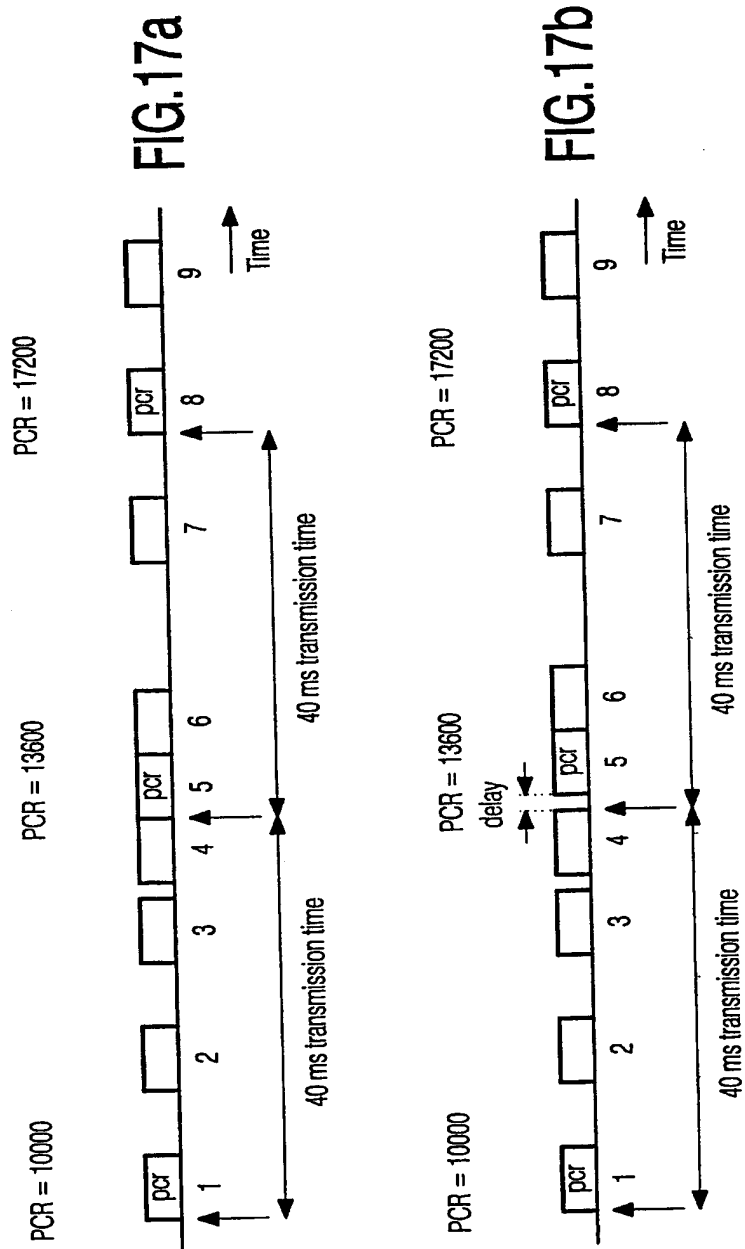 FIG.17a
PCR = 10000
PCR = 13600
PCR = 17200
pcr
pcr
pcr
1
2
3
4
5
6
7
8
9
Time
40 ms transmission time
40 ms transmission time
FIG.17b
PCR = 10000
PCR = 13600
PCR = 17200
delay
pcr
pcr
pcr
1
2
3
4
5
6
7
8
9
Time
40 ms transmission time
40 ms transmission time